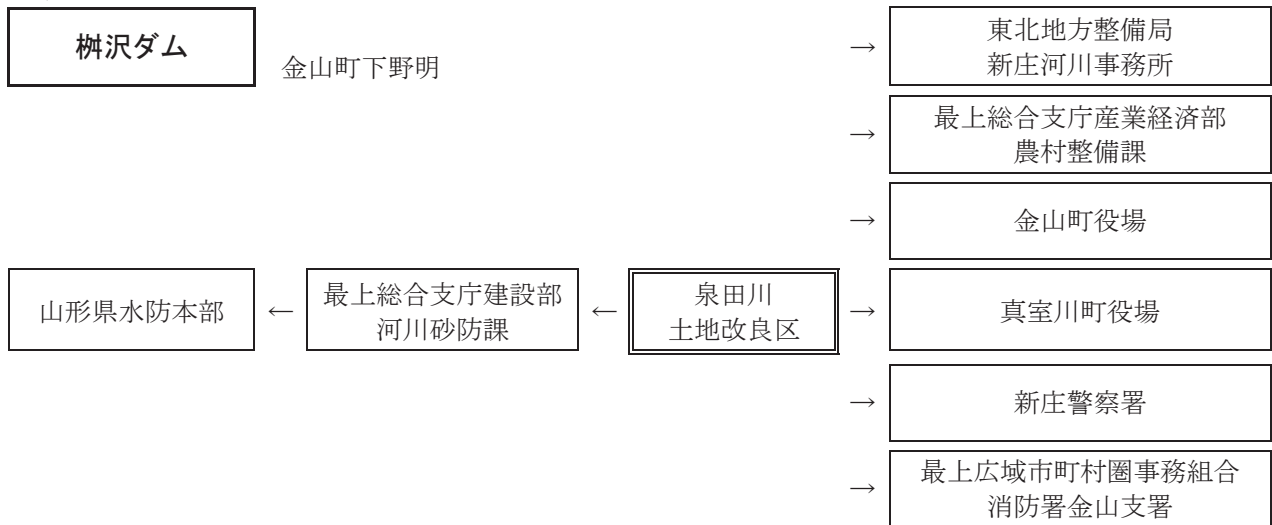 桝沢ダム
金山町下野明
→
東北地方整備局
新庄河川事務所
→
最上総合支庁産業経済部
農村整備課
→
金山町役場
山形県水防本部
←
最上総合支庁建設部
河川砂防課
←
泉田川
土地改良区
→
真室川町役場
→
新庄警察署
→
最上広域市町村圏事務組合
消防署金山支署